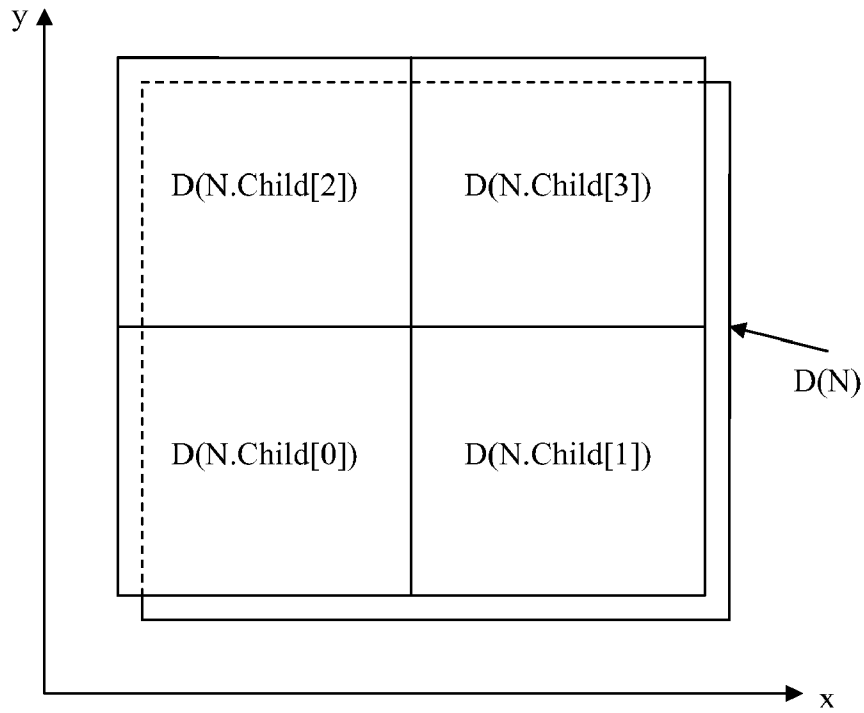 y
D(N.Child[2]) D(N.Child[3])
D(N)
D(N.Child[0]) D(N.Child[1])
x